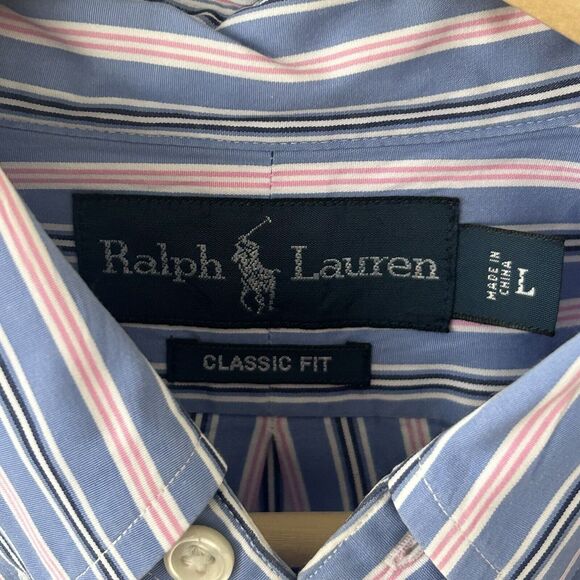 Ralph Lauren
CLASSIC FIT
MADE IN
CHINA
L